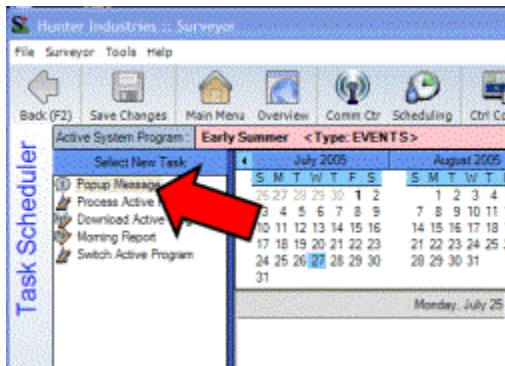 Hunter Industries :: Surveyor
File Surveyor Tools Help
Back (F2) Save Changes Main Menu Overview Comm Ctr Scheduling Ctrl
Active System Program : Early Summer <Type: EVENTS>
Task Scheduler
Select New Task
Popup Message
Process Active
Download Active
Morning Report
Switch Active Program
July 2005 August 2005
S M T W T F S S M T W T F
26 27 28 29 30 1 2 1 2 3 4
3 4 5 6 7 8 9 7 8 9 10 11
10 11 12 13 14 15 16 14 15 16 17 18
17 18 19 20 21 22 23 21 22 23 24 25
24 25 26 27 28 29 30 28 29 30 31
31
Monday, July 25